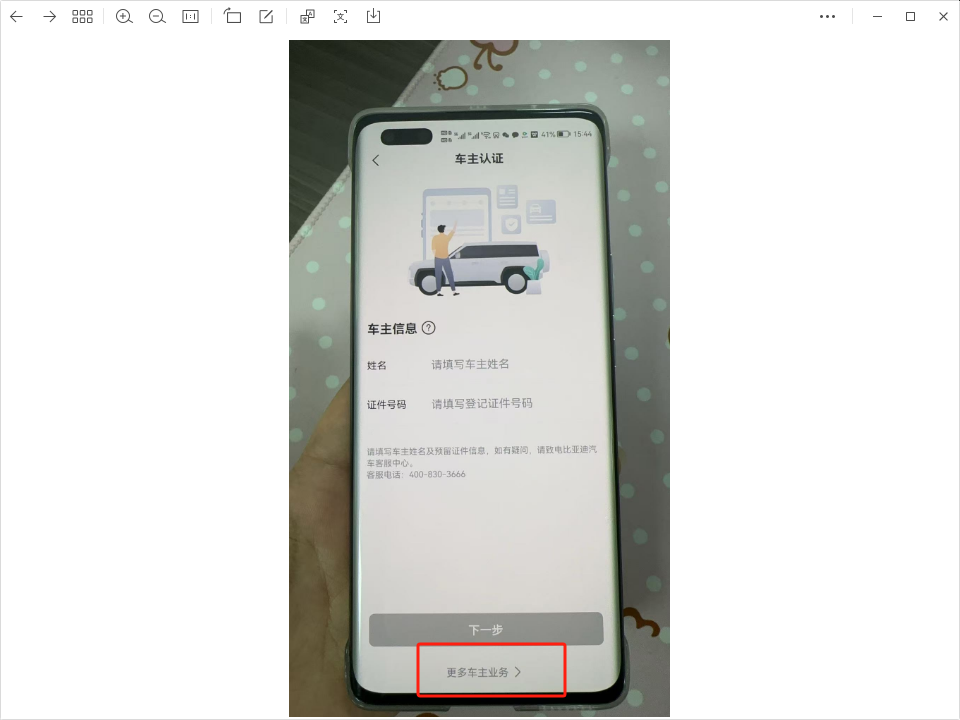 41% 15:44
车主认证
车主信息 ?
姓名 请填写车主姓名
证件号码 请填写登记证件号码
请填写车主姓名及预留证件信息，如有疑问，请致电比亚迪汽
车客服中心。
客服电话：400-830-3666
下一步
更多车主业务